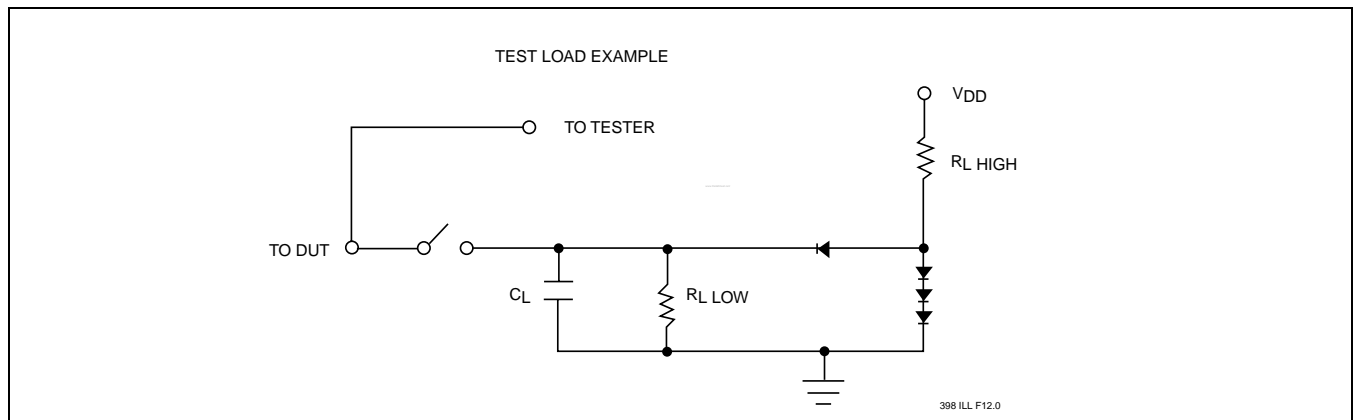 TEST LOAD EXAMPLE
VDD
TO TESTER
RL HIGH
TO DUT
CL
RL LOW
398 ILL F12.0